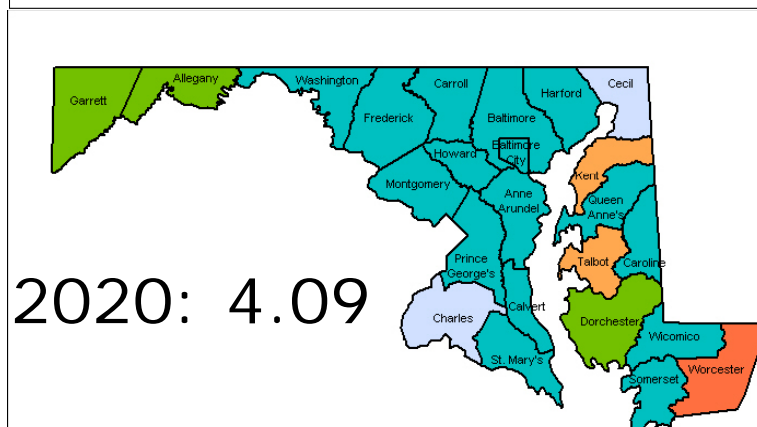 Garrett
Allegany
Washington
Frederick
Carroll
Baltimore
Harford
Cecil
Baltimore
City
Howard
Montgomery
Anne
Arundel
Kent
Queen
Anne's
Prince
George's
Talbot
Caroline
2020: 4.09
Charles
Calvert
Dorchester
Wicomico
St. Mary's
Somerset
Worcester